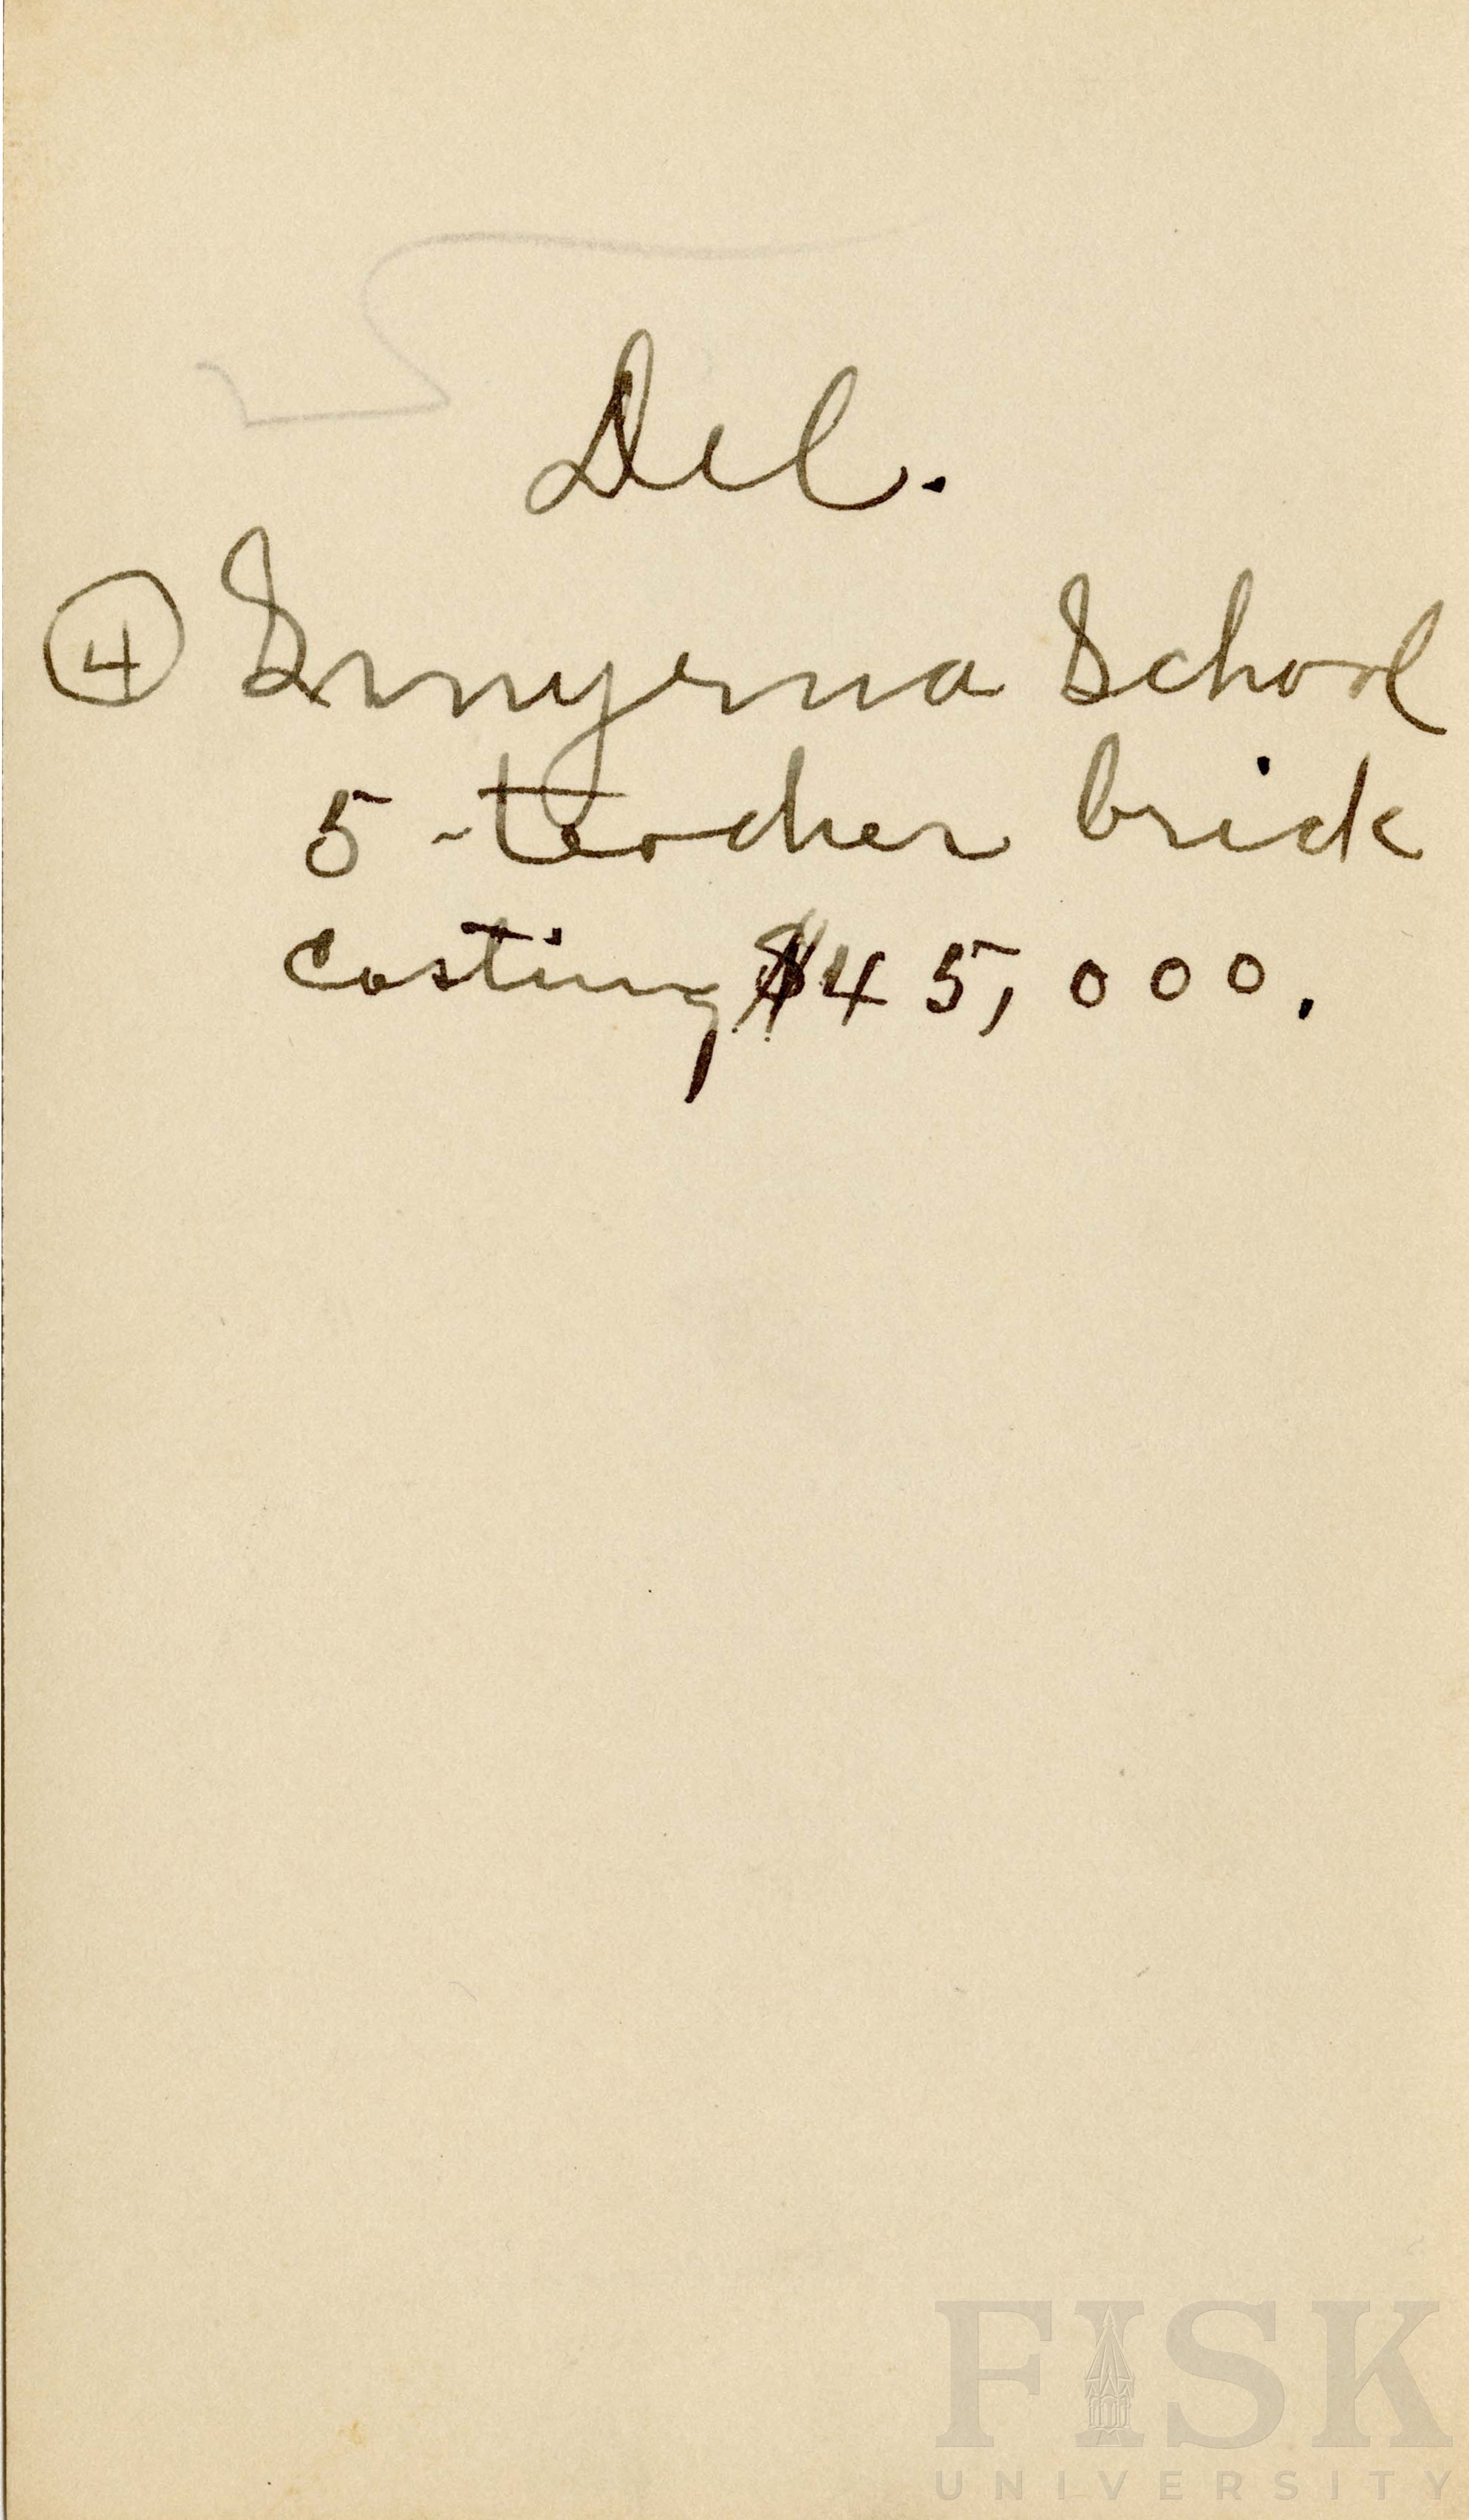 Del.
④ Smyrna School
5-teacher brick
costing $45,000.
FISK
UNIVERSITY